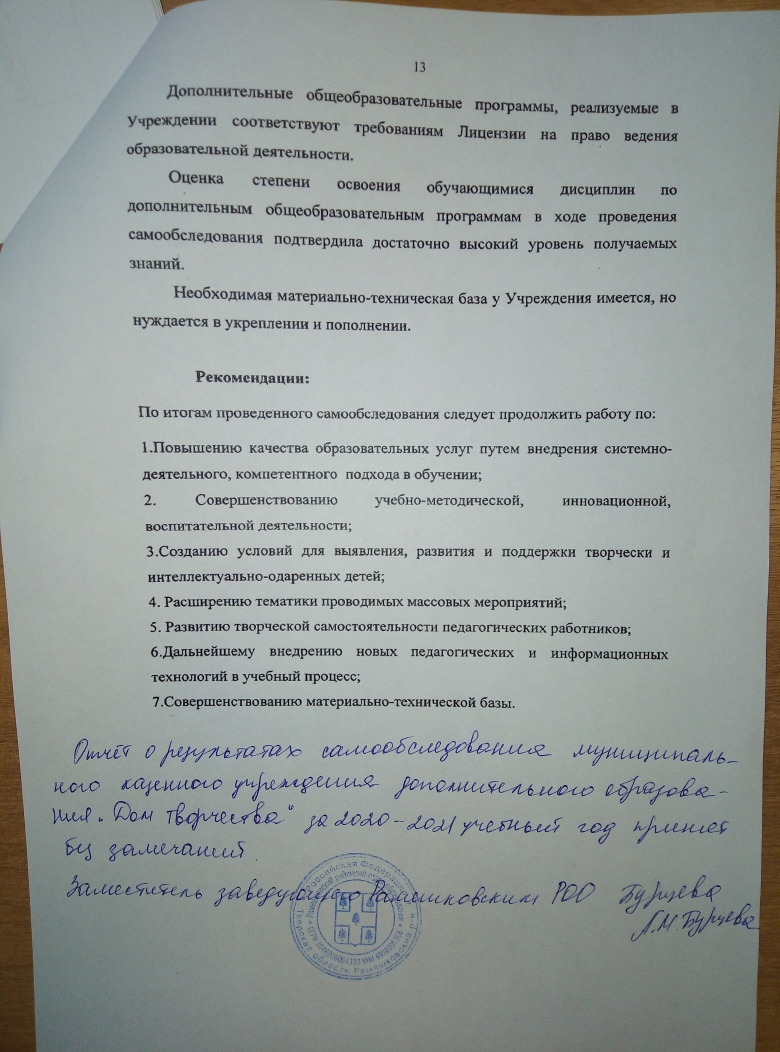 13
Дополнительные общеобразовательные программы, реализуемые в
Учреждении соответствуют требованиям Лицензии на право ведения
образовательной деятельности.
Оценка степени освоения обучающимися дисциплин по
дополнительным общеобразовательным программам в ходе проведения
самообследования подтвердила достаточно высокий уровень получаемых
знаний.
Необходимая материально-техническая база у Учреждения имеется, но
нуждается в укреплении и пополнении.
Рекомендации:
По итогам проведенного самообследования следует продолжить работу по:
1.Повышению качества образовательных услуг путем внедрения системно-
деятельного, компетентного подхода в обучении;
2. Совершенствованию учебно-методической, инновационной,
воспитательной деятельности;
3.Созданию условий для выявления, развития и поддержки творчески и
интеллектуально-одаренных детей;
4. Расширению тематики проводимых массовых мероприятий;
5. Развитию творческой самостоятельности педагогических работников;
6.Дальнейшему внедрению новых педагогических и информационных
технологий в учебный процесс;
7.Совершенствованию материально-технической базы.
Отчёт о результатах самообследования муниципаль-
ного казенного учреждения дополнительного образова-
ния „Дом творчества" за 2020-2021 учебный год принят
без замечаний.
Заместитель заведующего Рамешковским РОО Бурцева
Л.М. Бурцева
Российская Федерация
Тверская область Рамешковский р-н